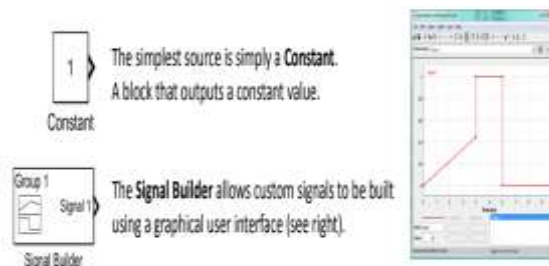 1
The simplest source is simply a Constant.
A block that outputs a constant value.
Constant
Group 1
Signal 1
The Signal Builder allows custom signals to be built
using a graphical user interface (see right).
Signal Builder